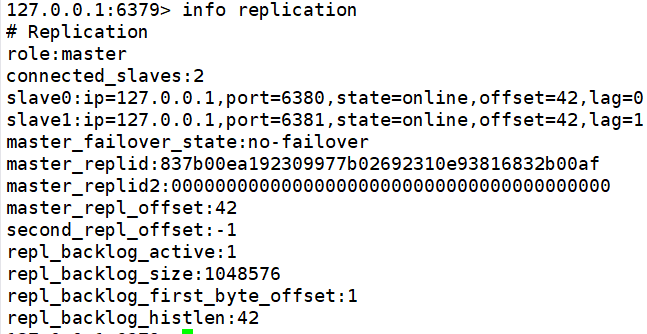 127.0.0.1:6379> info replication
# Replication
role:master
connected_slaves:2
slave0:ip=127.0.0.1,port=6380,state=online,offset=42,lag=0
slave1:ip=127.0.0.1,port=6381,state=online,offset=42,lag=1
master_failover_state:no-failover
master_replid:837b00ea192309977b02692310e93816832b00af
master_replid2:0000000000000000000000000000000000000000
master_repl_offset:42
second_repl_offset:-1
repl_backlog_active:1
repl_backlog_size:1048576
repl_backlog_first_byte_offset:1
repl_backlog_histlen:42